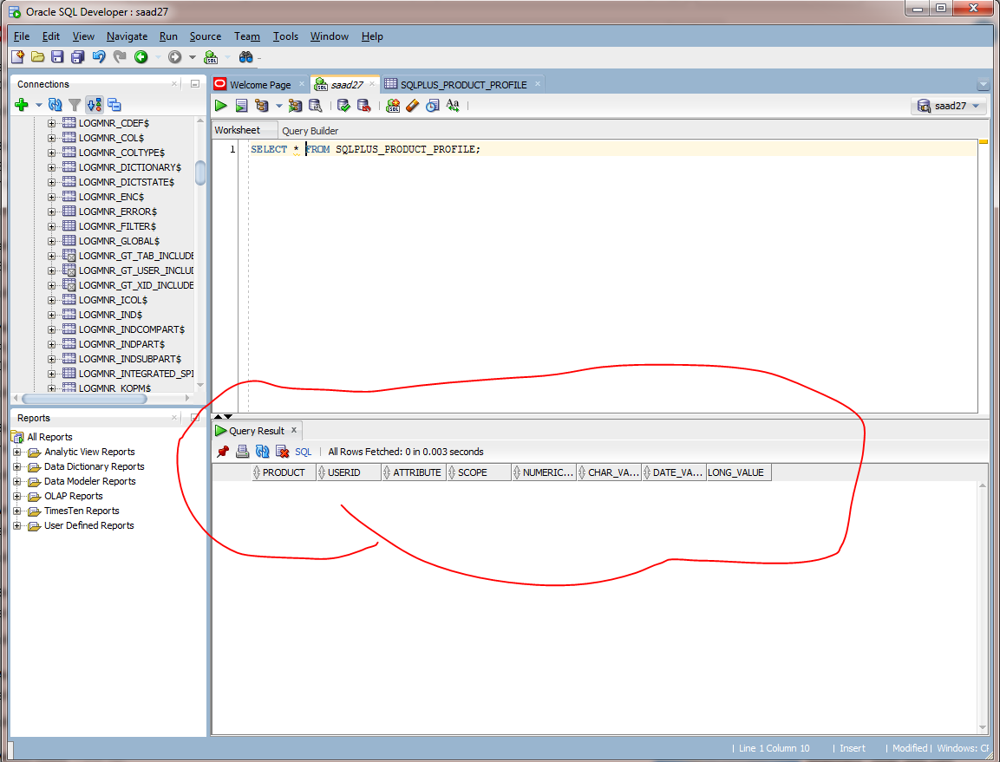 Oracle SQL Developer : saad27
File Edit View Navigate Run Source Team Tools Window Help
Connections
LOGMNR_CDEF$
LOGMNR_COL$
LOGMNR_COLTYPE$
LOGMNR_DICTIONARY$
LOGMNR_DICTSTATE$
LOGMNR_ENC$
LOGMNR_ERROR$
LOGMNR_FILTER$
LOGMNR_GLOBAL$
LOGMNR_GT_TAB_INCLUDE
LOGMNR_GT_USER_INCLUD
LOGMNR_GT_XID_INCLUDE
LOGMNR_ICOL$
LOGMNR_IND$
LOGMNR_INDCOMPART$
LOGMNR_INDPART$
LOGMNR_INDSUBPART$
LOGMNR_INTEGRATED_SPI
LOGMNR_KOPM$
Reports
All Reports
Analytic View Reports
Data Dictionary Reports
Data Modeler Reports
OLAP Reports
TimesTen Reports
User Defined Reports
Welcome Page saad27 SQLPLUS_PRODUCT_PROFILE
saad27
Worksheet Query Builder
1 SELECT * FROM SQLPLUS_PRODUCT_PROFILE;
Query Result x
SQL | All Rows Fetched: 0 in 0.003 seconds
PRODUCT USERID ATTRIBUTE SCOPE NUMERIC... CHAR_VA... DATE_VA... LONG_VALUE
| Line 1 Column 10 | Insert | Modified | Windows: CR